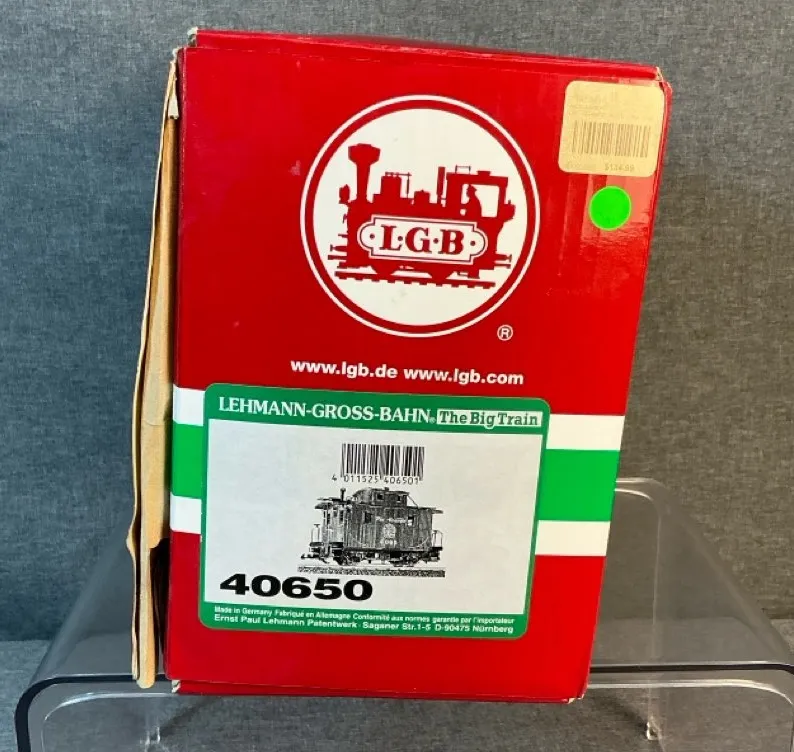 L·G·B
®
www.lgb.de www.lgb.com
LEHMANN-GROSS-BAHN® The Big Train
4 011525 406501
40650
Made in Germany Fabriqué en Allemagne Conformité aux normes garantie par l'importateur
Ernst Paul Lehmann Patentwerk · Saganer Str.1-5 D-90475 Nürnberg